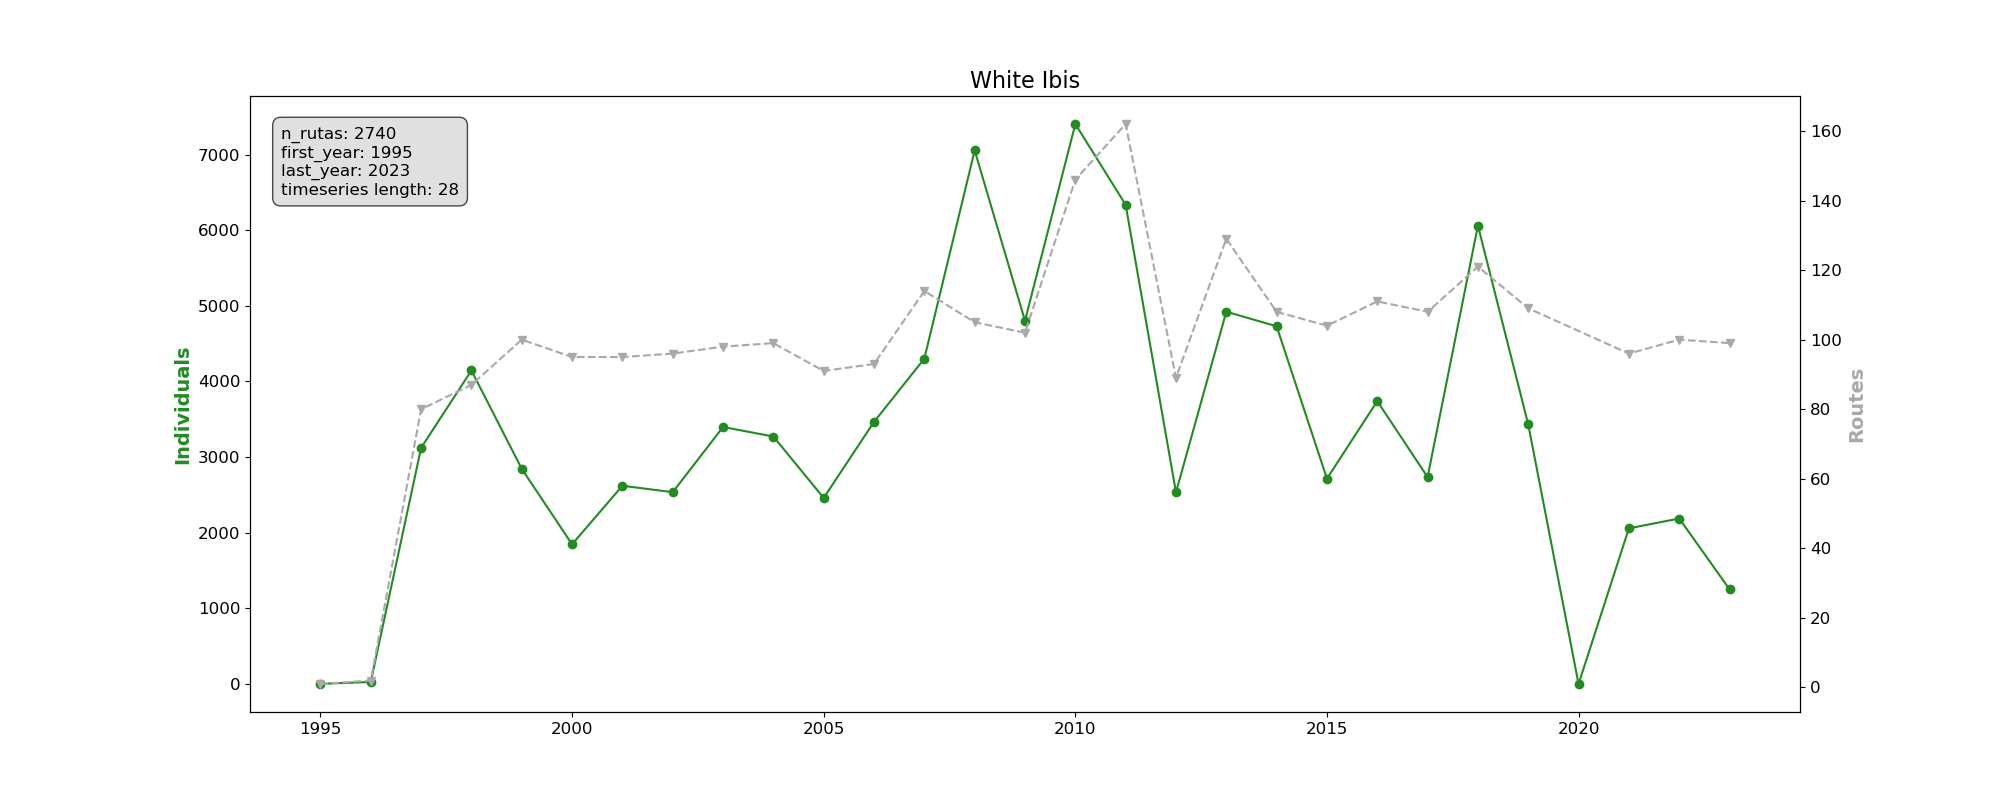 White Ibis
n_rutas: 2740
first_year: 1995
last_year: 2023
timeseries length: 28
Individuals
7000
6000
5000
4000
3000
2000
1000
0
160
140
120
100
80
60
40
20
0
Routes
1995 2000 2005 2010 2015 2020